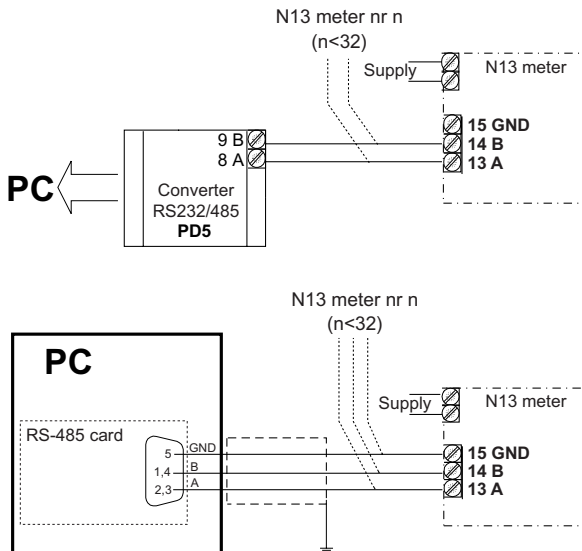 N13 meter nr n
(n<32)
Supply
N13 meter
15 GND
9 B
14 B
8 A
13 A
PC
Converter
RS232/485
PD5
N13 meter nr n
(n<32)
PC
Supply
N13 meter
RS-485 card
5 GND
15 GND
1,4 B
14 B
2,3 A
13 A